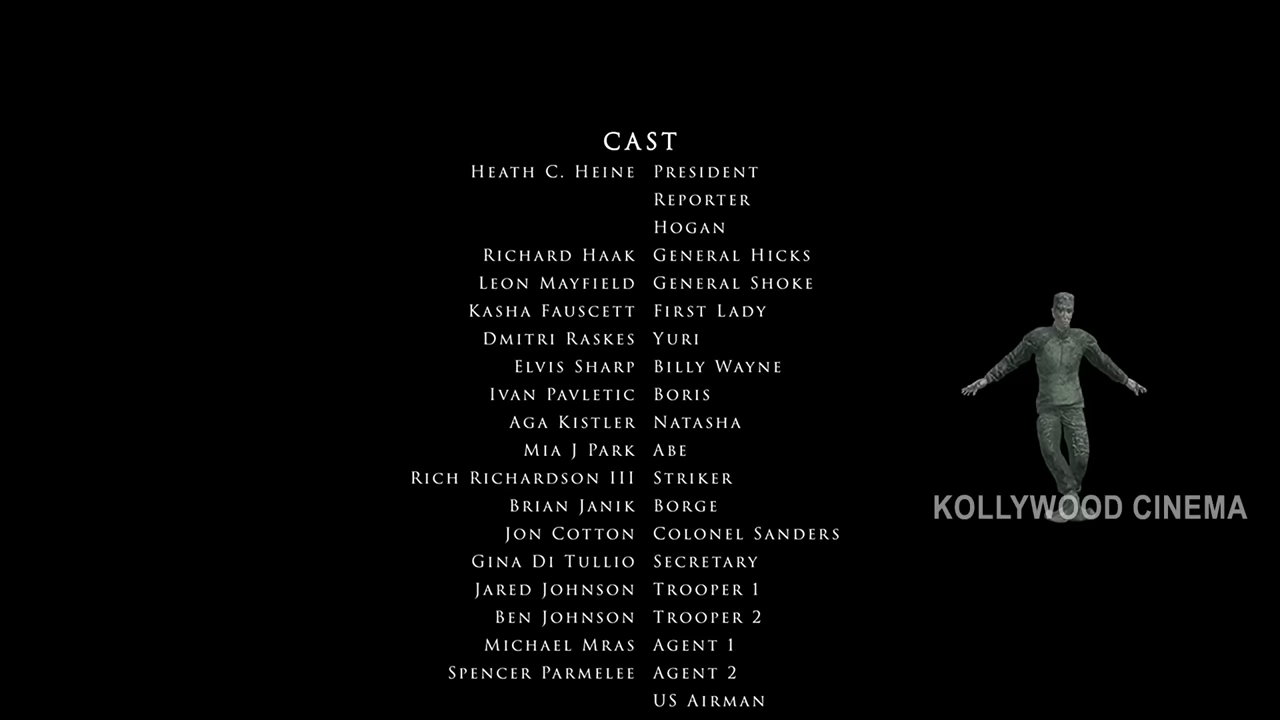 CAST
HEATH C. HEINE PRESIDENT
REPORTER
HOGAN
RICHARD HAAK GENERAL HICKS
LEON MAYFIELD GENERAL SHOKE
KASHA FAUSCETT FIRST LADY
DMITRI RASKES YURI
ELVIS SHARP BILLY WAYNE
IVAN PAVLETIC BORIS
AGA KISTLER NATASHA
MIA J PARK ABE
RICH RICHARDSON III STRIKER
BRIAN JANIK BORGE
JON COTTON COLONEL SANDERS
GINA DI TULLIO SECRETARY
JARED JOHNSON TROOPER 1
BEN JOHNSON TROOPER 2
MICHAEL MRAS AGENT 1
SPENCER PARMELEE AGENT 2
US AIRMAN
KOLLYWOOD CINEMA